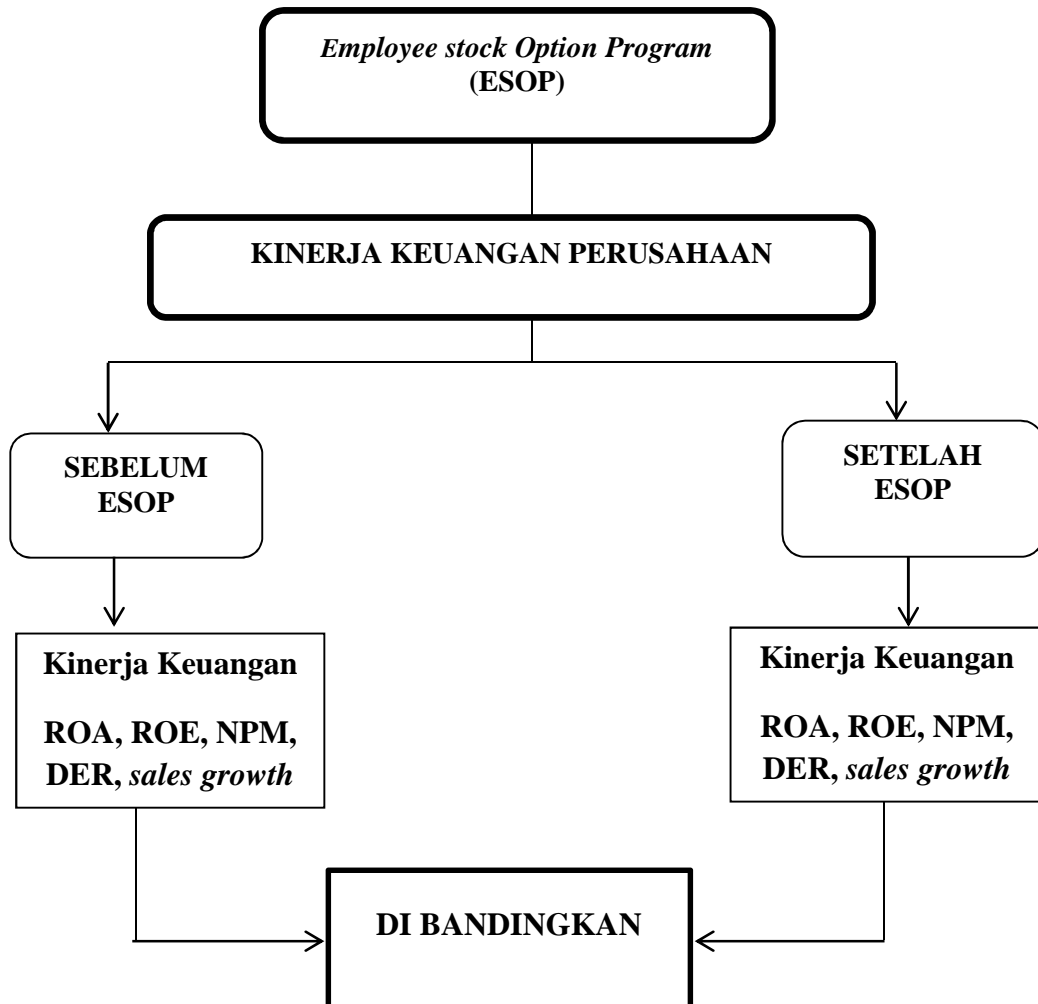 Employee stock Option Program
(ESOP)
KINERJA KEUANGAN PERUSAHAAN
SEBELUM
ESOP
SETELAH
ESOP
Kinerja Keuangan
ROA, ROE, NPM,
DER, sales growth
Kinerja Keuangan
ROA, ROE, NPM,
DER, sales growth
DI BANDINGKAN